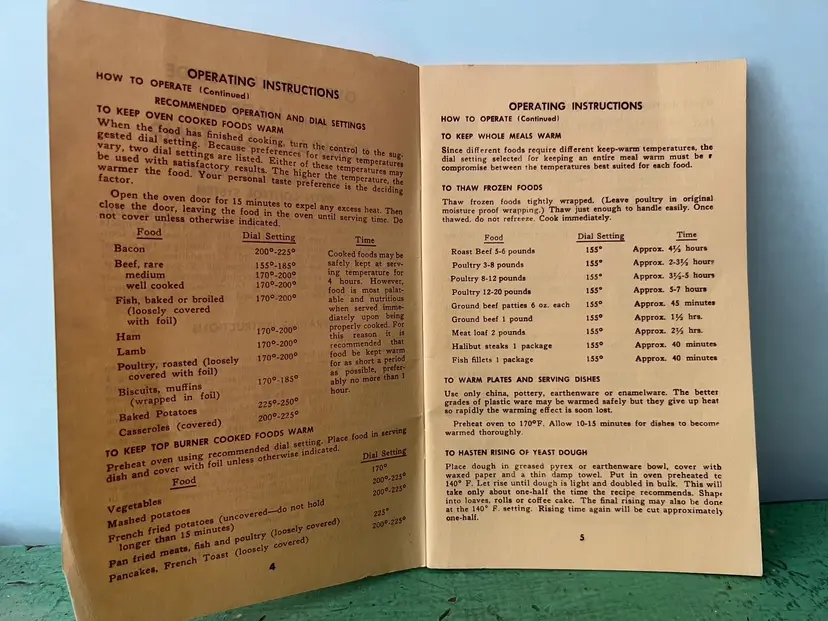 OPERATING INSTRUCTIONS
HOW TO OPERATE (Continued)
RECOMMENDED OPERATION AND DIAL SETTINGS
TO KEEP OVEN COOKED FOODS WARM
When the food has finished cooking, turn the control to the sug-
gested dial setting. Because preferences for serving temperatures
vary, two dial settings are listed. Either of these temperatures may
be used with satisfactory results. The higher the temperature, the
warmer the food. Your personal taste preference is the deciding
factor.
Open the oven door for 15 minutes to expel any excess heat. Then
close the door, leaving the food in the oven until serving time. Do
not cover unless otherwise indicated.
Food Dial Setting Time
Bacon 200°-225°
Beef, rare 155°-185°
medium 170°-200°
well cooked 170°-200°
Fish, baked or broiled 170°-200°
(loosely covered
with foil)
Ham 170°-200°
Lamb 170°-200°
Poultry, roasted (loosely 170°-200°
covered with foil)
Biscuits, muffins 170°-185°
(wrapped in foil)
Baked Potatoes 225°-250°
Casseroles (covered) 200°-225°
Cooked foods may be
safely kept at serv-
ing temperature for
4 hours. However,
food is most palat-
able and nutritious
when served imme-
diately upon being
properly cooked. For
this reason it is
recommended that
food be kept warm
for as short a period
as possible, prefer-
ably no more than 1
hour.
TO KEEP TOP BURNER COOKED FOODS WARM
Preheat oven using recommended dial setting. Place food in serving
dish and cover with foil unless otherwise indicated.
Food Dial Setting
Vegetables 170°
Mashed potatoes 200°-225°
French fried potatoes (uncovered—do not hold 200°-225°
longer than 15 minutes)
Pan fried meats, fish and poultry (loosely covered) 225°
Pancakes, French Toast (loosely covered) 200°-225°
4
OPERATING INSTRUCTIONS
HOW TO OPERATE (Continued)
TO KEEP WHOLE MEALS WARM
Since different foods require different keep-warm temperatures, the
dial setting selected for keeping an entire meal warm must be a
compromise between the temperatures best suited for each food.
TO THAW FROZEN FOODS
Thaw frozen foods tightly wrapped. (Leave poultry in original
moisture proof wrapping.) Thaw just enough to handle easily. Once
thawed, do not refreeze. Cook immediately.
Food Dial Setting Time
Roast Beef 5-6 pounds 155° Approx. 4½ hours
Poultry 3-8 pounds 155° Approx. 2-3½ hours
Poultry 8-12 pounds 155° Approx. 3½-5 hours
Poultry 12-20 pounds 155° Approx. 5-7 hours
Ground beef patties 6 oz. each 155° Approx. 45 minutes
Ground beef 1 pound 155° Approx. 1½ hrs.
Meat loaf 2 pounds 155° Approx. 2½ hrs.
Halibut steaks 1 package 155° Approx. 40 minutes
Fish fillets 1 package 155° Approx. 40 minutes
TO WARM PLATES AND SERVING DISHES
Use only china, pottery, earthenware or enamelware. The better
grades of plastic ware may be warmed safely but they give up heat
so rapidly the warming effect is soon lost.
Preheat oven to 170°F. Allow 10-15 minutes for dishes to become
warmed thoroughly.
TO HASTEN RISING OF YEAST DOUGH
Place dough in greased pyrex or earthenware bowl, cover with
waxed paper and a thin damp towel. Put in oven preheated to
140° F. Let rise until dough is light and doubled in bulk. This will
take only about one-half the time the recipe recommends. Shape
into loaves, rolls or coffee cake. The final rising may also be done
at the 140° F. setting. Rising time again will be cut approximately
one-half.
5